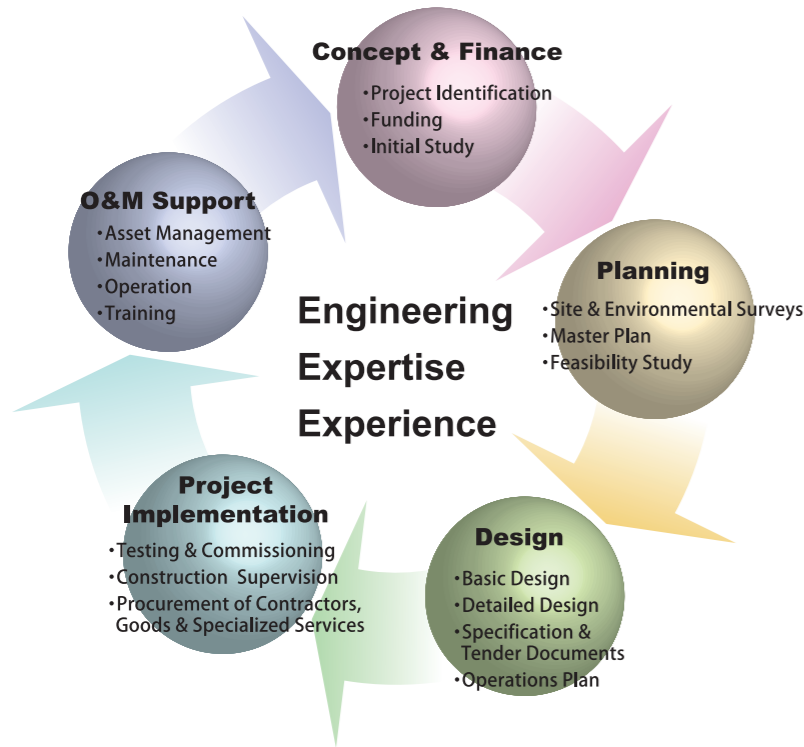 Concept & Finance
・Project Identification
・Funding
・Initial Study
Planning
・Site & Environmental Surveys
・Master Plan
・Feasibility Study
Design
・Basic Design
・Detailed Design
・Specification &
Tender Documents
・Operations Plan
Project
Implementation
・Testing & Commissioning
・Construction Supervision
・Procurement of Contractors,
Goods & Specialized Services
O&M Support
・Asset Management
・Maintenance
・Operation
・Training
Engineering
Expertise
Experience